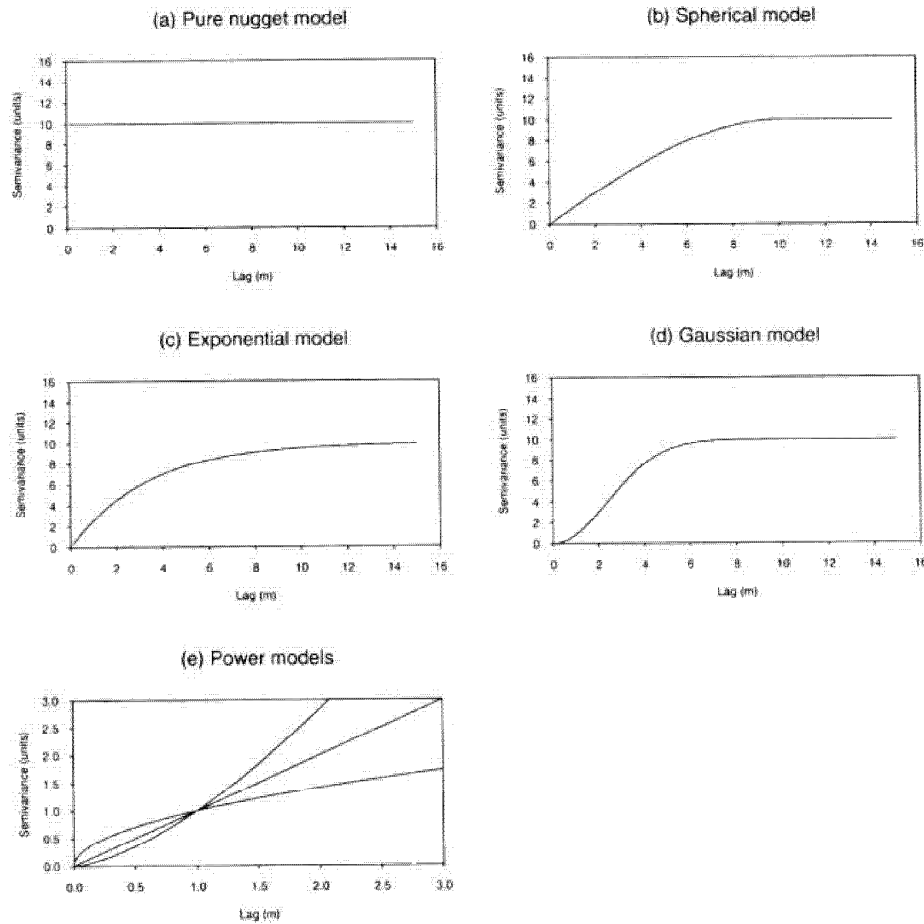 (a) Pure nugget model
16
14
12
10
8
6
4
2
0
Semivariance (units)
0 2 4 6 8 10 12 14 16
Lag (m)
(b) Spherical model
16
14
12
10
8
6
4
2
0
Semivariance (units)
0 2 4 6 8 10 12 14 16
Lag (m)
(c) Exponential model
16
14
12
10
8
6
4
2
0
Semivariance (units)
0 2 4 6 8 10 12 14 16
Lag (m)
(d) Gaussian model
16
14
12
10
8
6
4
2
0
Semivariance (units)
0 2 4 6 8 10 12 14 16
Lag (m)
(e) Power models
3.0
2.5
2.0
1.5
1.0
0.5
0.0
Semivariance (units)
0.0 0.5 1.0 1.5 2.0 2.5 3.0
Lag (m)